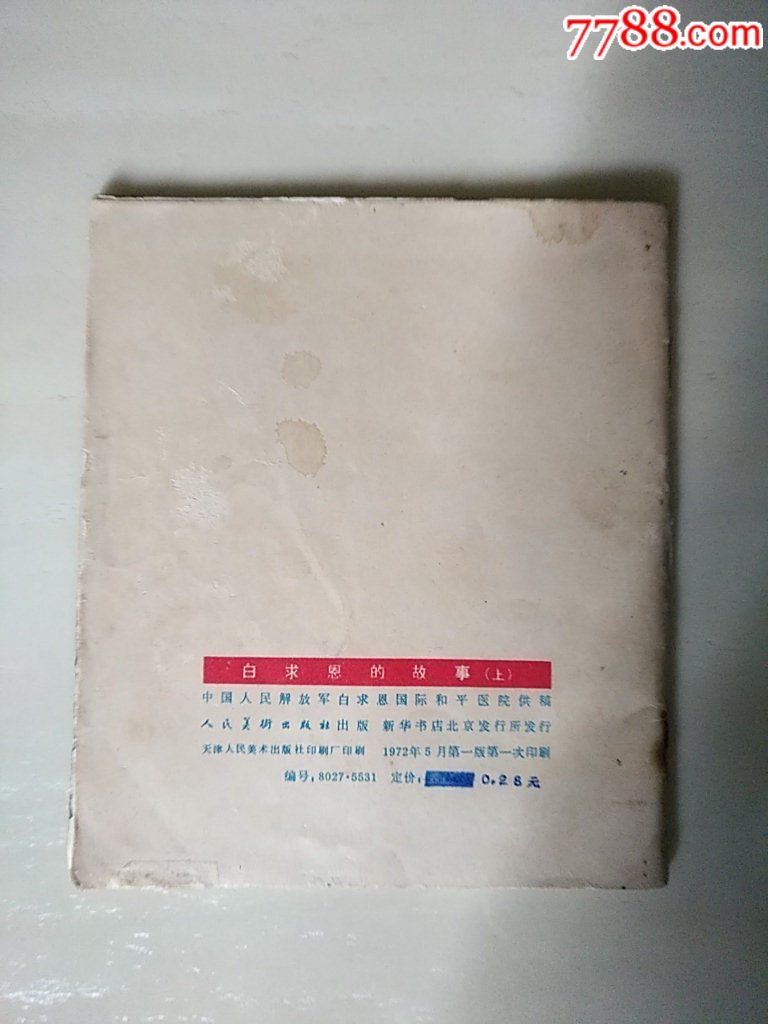 7788.com
白求恩的故事(上)
中国人民解放军白求恩国际和平医院供稿
人民美術出版社出版 新华书店北京发行所发行
天津人民美术出版社印刷厂印刷 1972年5月第一版第一次印刷
编号:8027·5531 定价: 0.28元